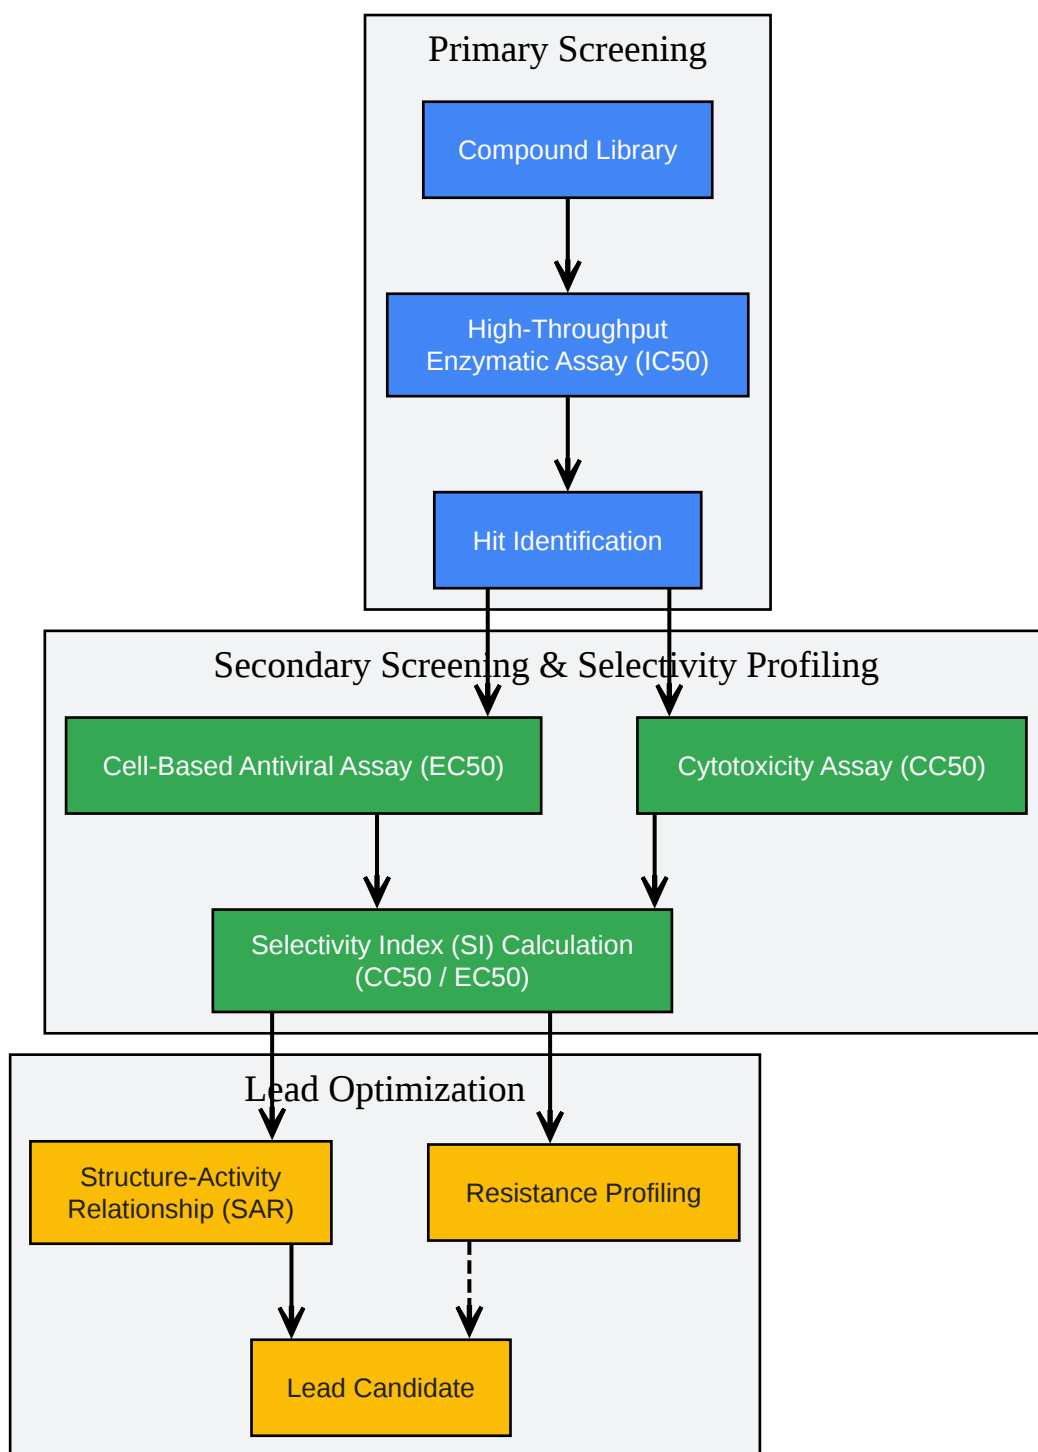 Primary Screening
Compound Library
High-Throughput
Enzymatic Assay (IC50)
Hit Identification
Secondary Screening & Selectivity Profiling
Cell-Based Antiviral Assay (EC50)
Cytotoxicity Assay (CC50)
Selectivity Index (SI) Calculation
(CC50 / EC50)
Lead Optimization
Structure-Activity
Relationship (SAR)
Resistance Profiling
Lead Candidate